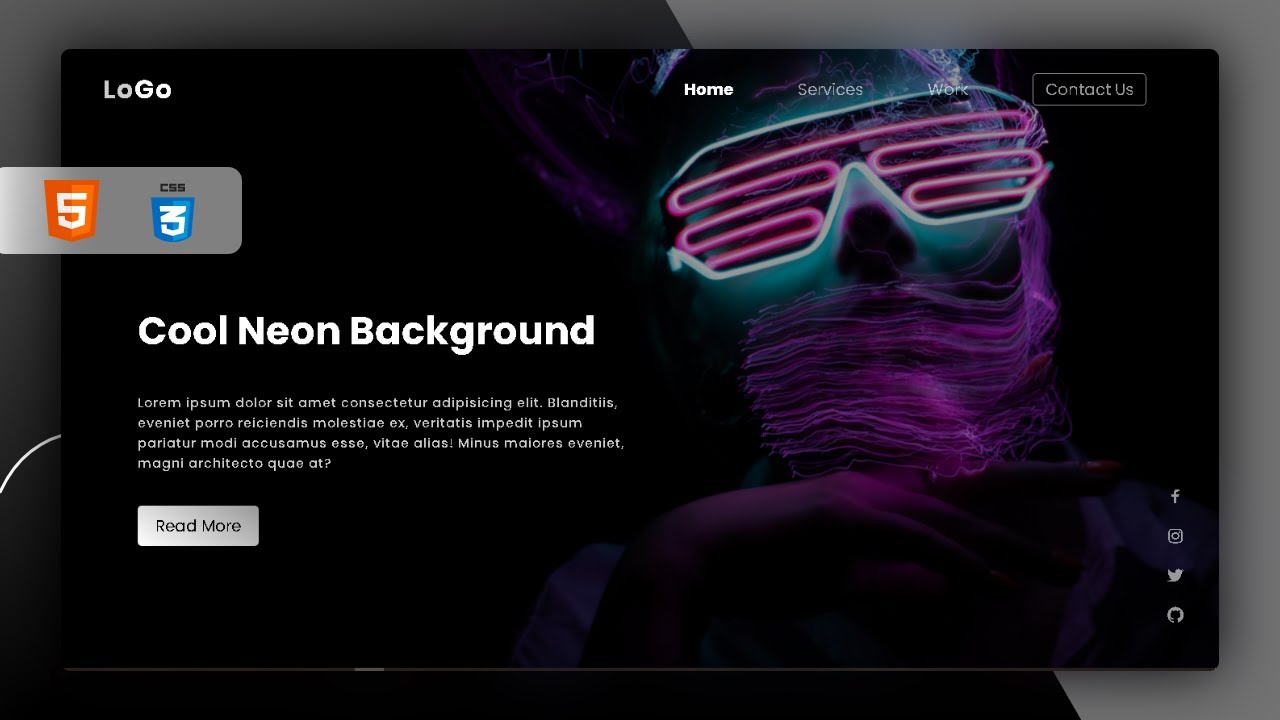 LoGo
Home
Services
Work
Contact Us
5
CSS
3
Cool Neon Background
Lorem ipsum dolor sit amet consectetur adipisicing elit. Blanditiis,
eveniet porro reiciendis molestiae ex, veritatis impedit ipsum
pariatur modi accusamus esse, vitae alias! Minus maiores eveniet,
magni architecto quae at?
Read More